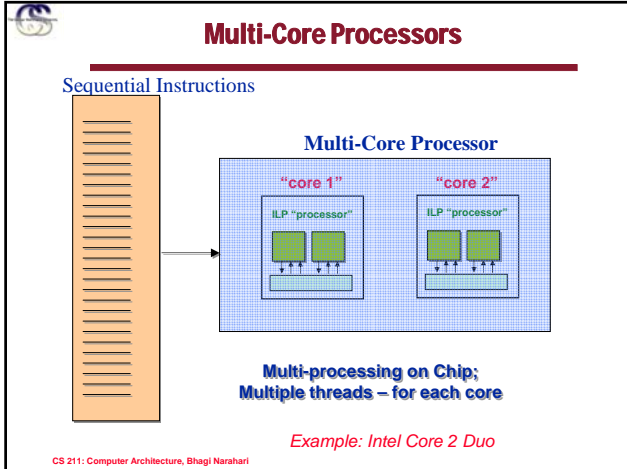 Multi-Core Processors
Sequential Instructions
Multi-Core Processor
“core 1”
“core 2”
ILP “processor”
ILP “processor”
Multi-processing on Chip;
Multiple threads – for each core
Example: Intel Core 2 Duo
CS 211: Computer Architecture, Bhagi Narahari